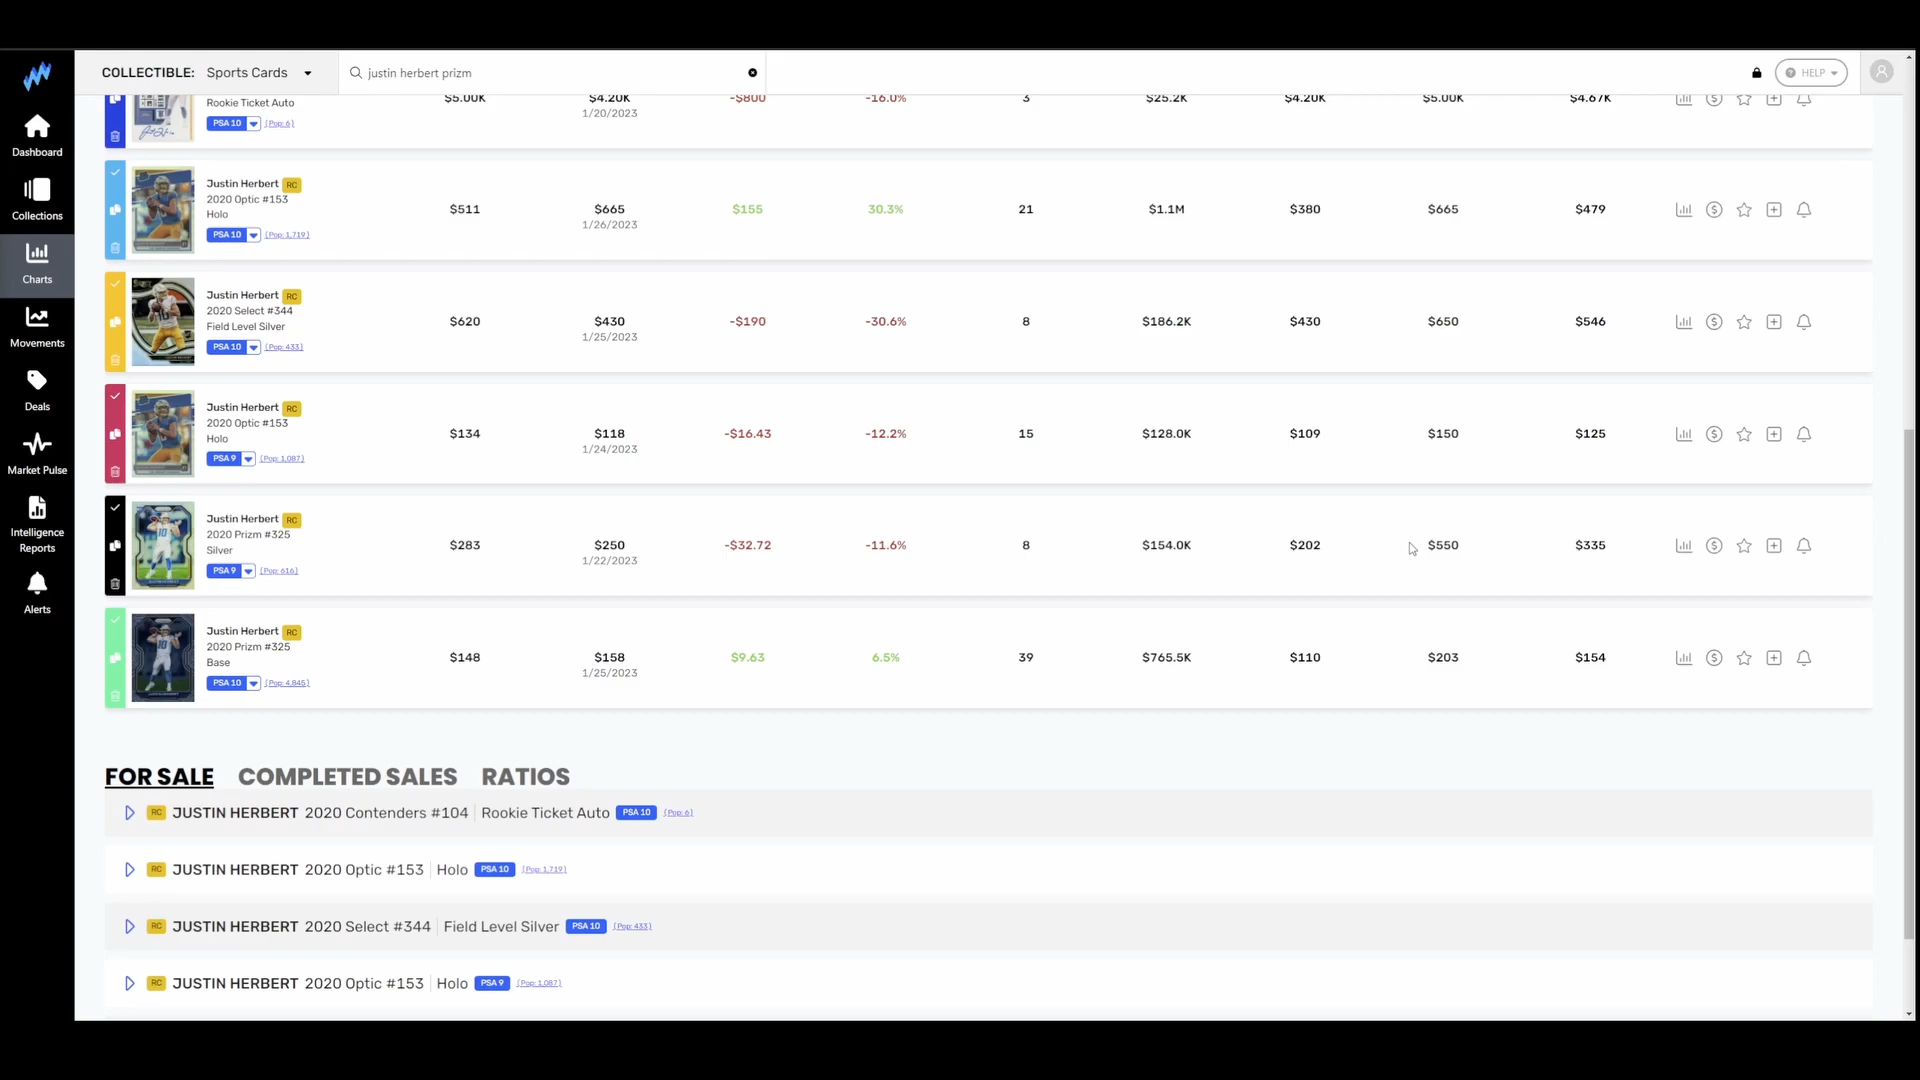 COLLECTIBLE: Sports Cards
justin herbert prizm
HELP
Dashboard
Collections
Charts
Movements
Deals
Market Pulse
Intelligence
Reports
Alerts
Rookie Ticket Auto
PSA 10 (Pop: 6)
$5.00K $4.20K -$800 -16.0% 3 $25.2K $4.20K $5.00K $4.67K
1/20/2023
Justin Herbert RC
2020 Optic #153
Holo
PSA 10 (Pop: 1,719)
$511 $665 $155 30.3% 21 $1.1M $380 $665 $479
1/26/2023
Justin Herbert RC
2020 Select #344
Field Level Silver
PSA 10 (Pop: 433)
$620 $430 -$190 -30.6% 8 $186.2K $430 $650 $546
1/25/2023
Justin Herbert RC
2020 Optic #153
Holo
PSA 9 (Pop: 1,087)
$134 $118 -$16.43 -12.2% 15 $128.0K $109 $150 $125
1/24/2023
Justin Herbert RC
2020 Prizm #325
Silver
PSA 9 (Pop: 616)
$283 $250 -$32.72 -11.6% 8 $154.0K $202 $550 $335
1/22/2023
Justin Herbert RC
2020 Prizm #325
Base
PSA 10 (Pop: 4,845)
$148 $158 $9.63 6.5% 39 $765.5K $110 $203 $154
1/25/2023
FOR SALE COMPLETED SALES RATIOS
RC JUSTIN HERBERT 2020 Contenders #104 Rookie Ticket Auto PSA 10 (Pop: 6)
RC JUSTIN HERBERT 2020 Optic #153 Holo PSA 10 (Pop: 1,719)
RC JUSTIN HERBERT 2020 Select #344 Field Level Silver PSA 10 (Pop: 433)
RC JUSTIN HERBERT 2020 Optic #153 Holo PSA 9 (Pop: 1,087)